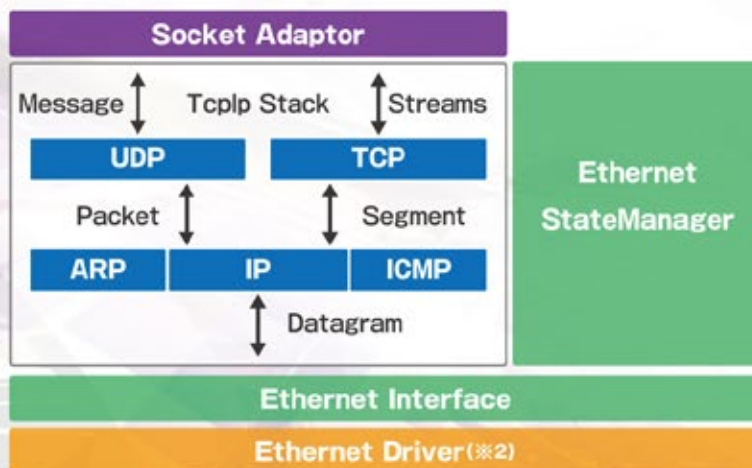 Socket Adaptor
Message
TcpIp Stack
Streams
UDP
TCP
Packet
Segment
ARP
IP
ICMP
Datagram
Ethernet
StateManager
Ethernet Interface
Ethernet Driver(※2)